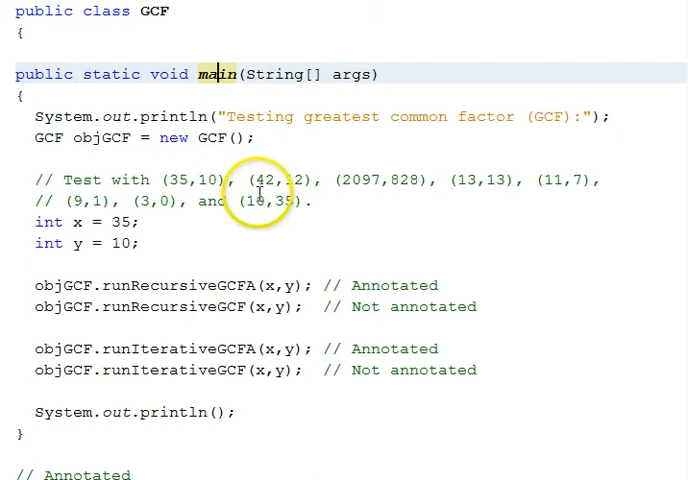 public class GCF
{
public static void main(String[] args)
{
System.out.println("Testing greatest common factor (GCF):");
GCF objGCF = new GCF();
// Test with (35,10), (42,12), (2097,828), (13,13), (11,7),
// (9,1), (3,0), and (10,35).
int x = 35;
int y = 10;
objGCF.runRecursiveGCFA(x,y); // Annotated
objGCF.runRecursiveGCF(x,y); // Not annotated
objGCF.runIterativeGCFA(x,y); // Annotated
objGCF.runIterativeGCF(x,y); // Not annotated
System.out.println();
}
// Annotated